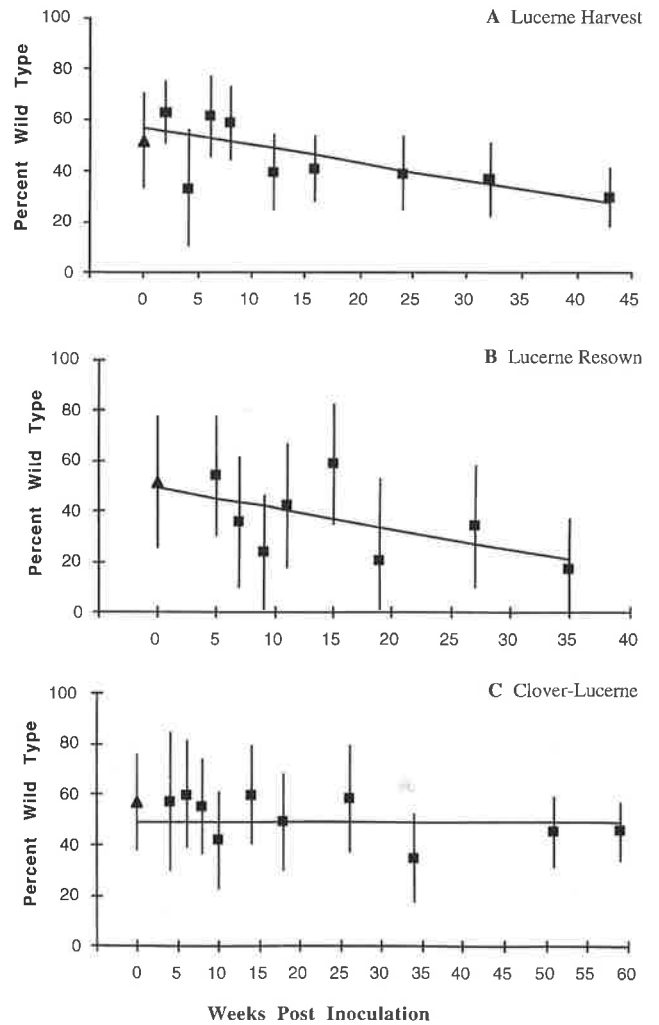 A Lucerne Harvest
Percent Wild Type
100
80
60
40
20
0
0 5 10 15 20 25 30 35 40 45
B Lucerne Resown
Percent Wild Type
100
80
60
40
20
0
0 5 10 15 20 25 30 35 40
C Clover-Lucerne
Percent Wild Type
100
80
60
40
20
0
0 5 10 15 20 25 30 35 40 45 50 55 60
Weeks Post Inoculation